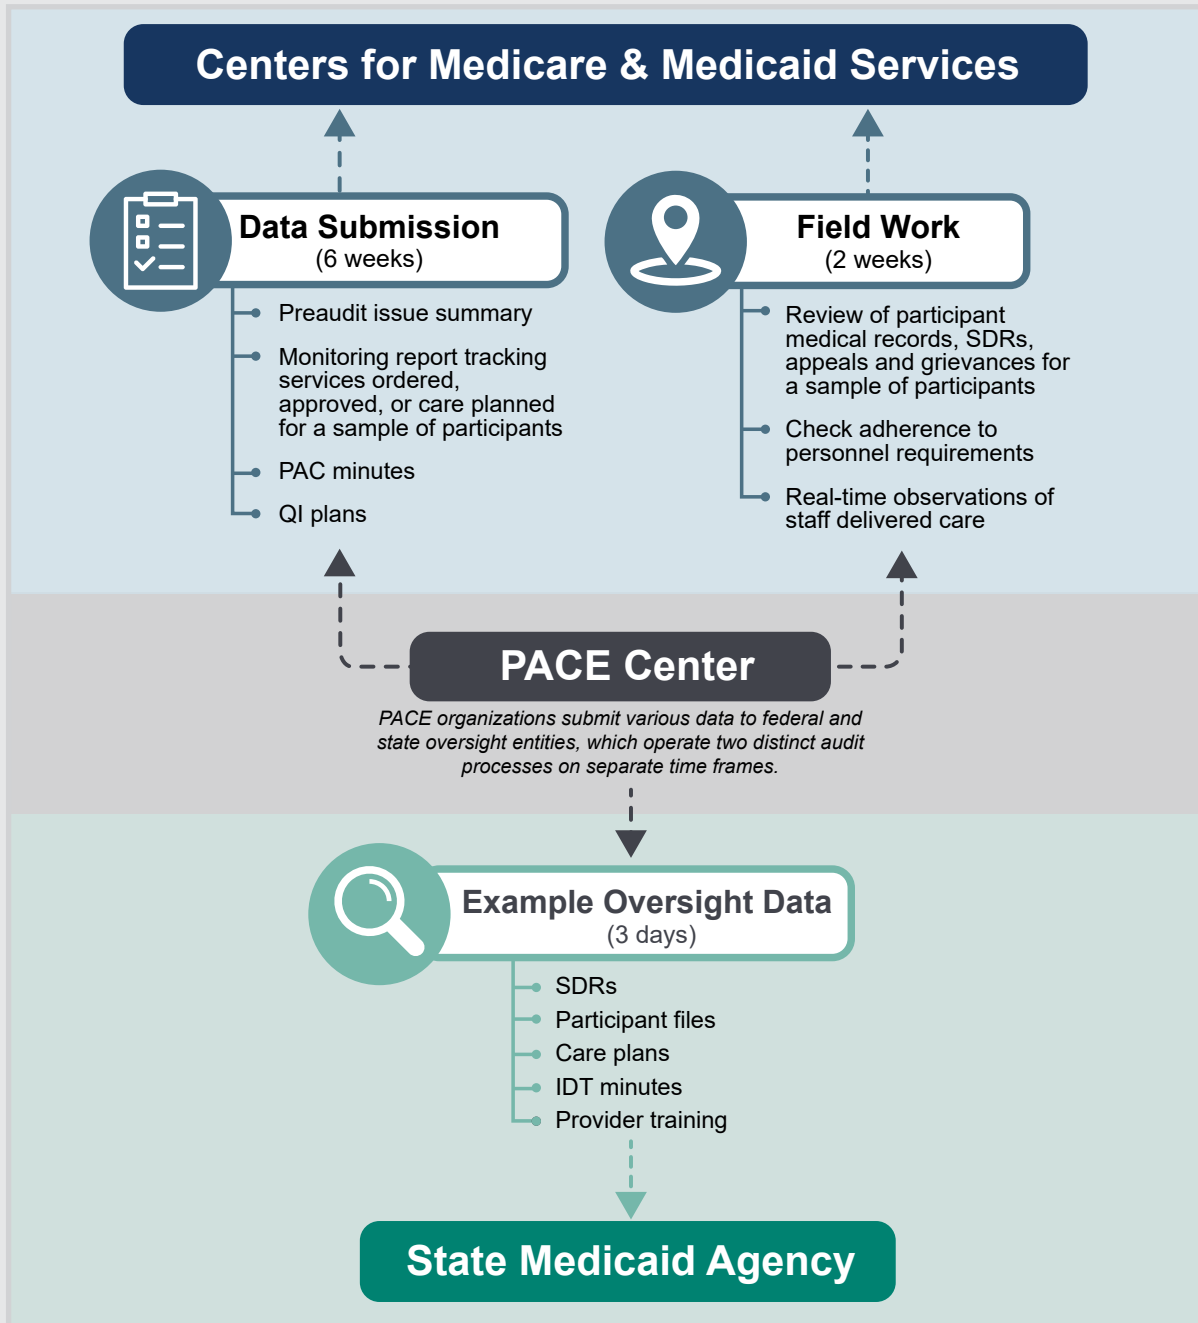 Centers for Medicare & Medicaid Services
Data Submission
(6 weeks)
Preaudit issue summary
Monitoring report tracking
services ordered,
approved, or care planned
for a sample of participants
PAC minutes
QI plans
Field Work
(2 weeks)
Review of participant
medical records, SDRs,
appeals and grievances for
a sample of participants
Check adherence to
personnel requirements
Real-time observations of
staff delivered care
PACE Center
PACE organizations submit various data to federal and
state oversight entities, which operate two distinct audit
processes on separate time frames.
Example Oversight Data
(3 days)
SDRs
Participant files
Care plans
IDT minutes
Provider training
State Medicaid Agency